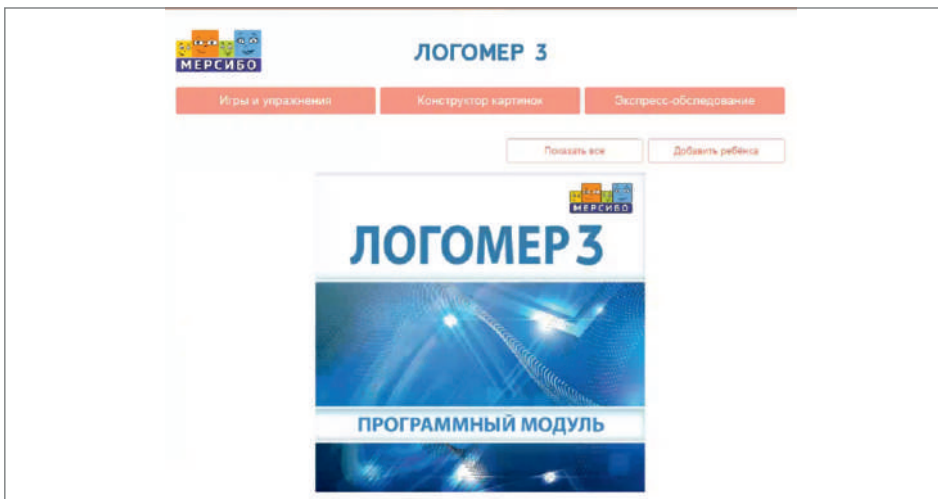 МЕРСИБО
ЛОГОМЕР 3
Игры и упражнения
Конструктор картинок
Экспресс-обследование
Показать все
Добавить ребёнка
МЕРСИБО
ЛОГОМЕР 3
ПРОГРАММНЫЙ МОДУЛЬ